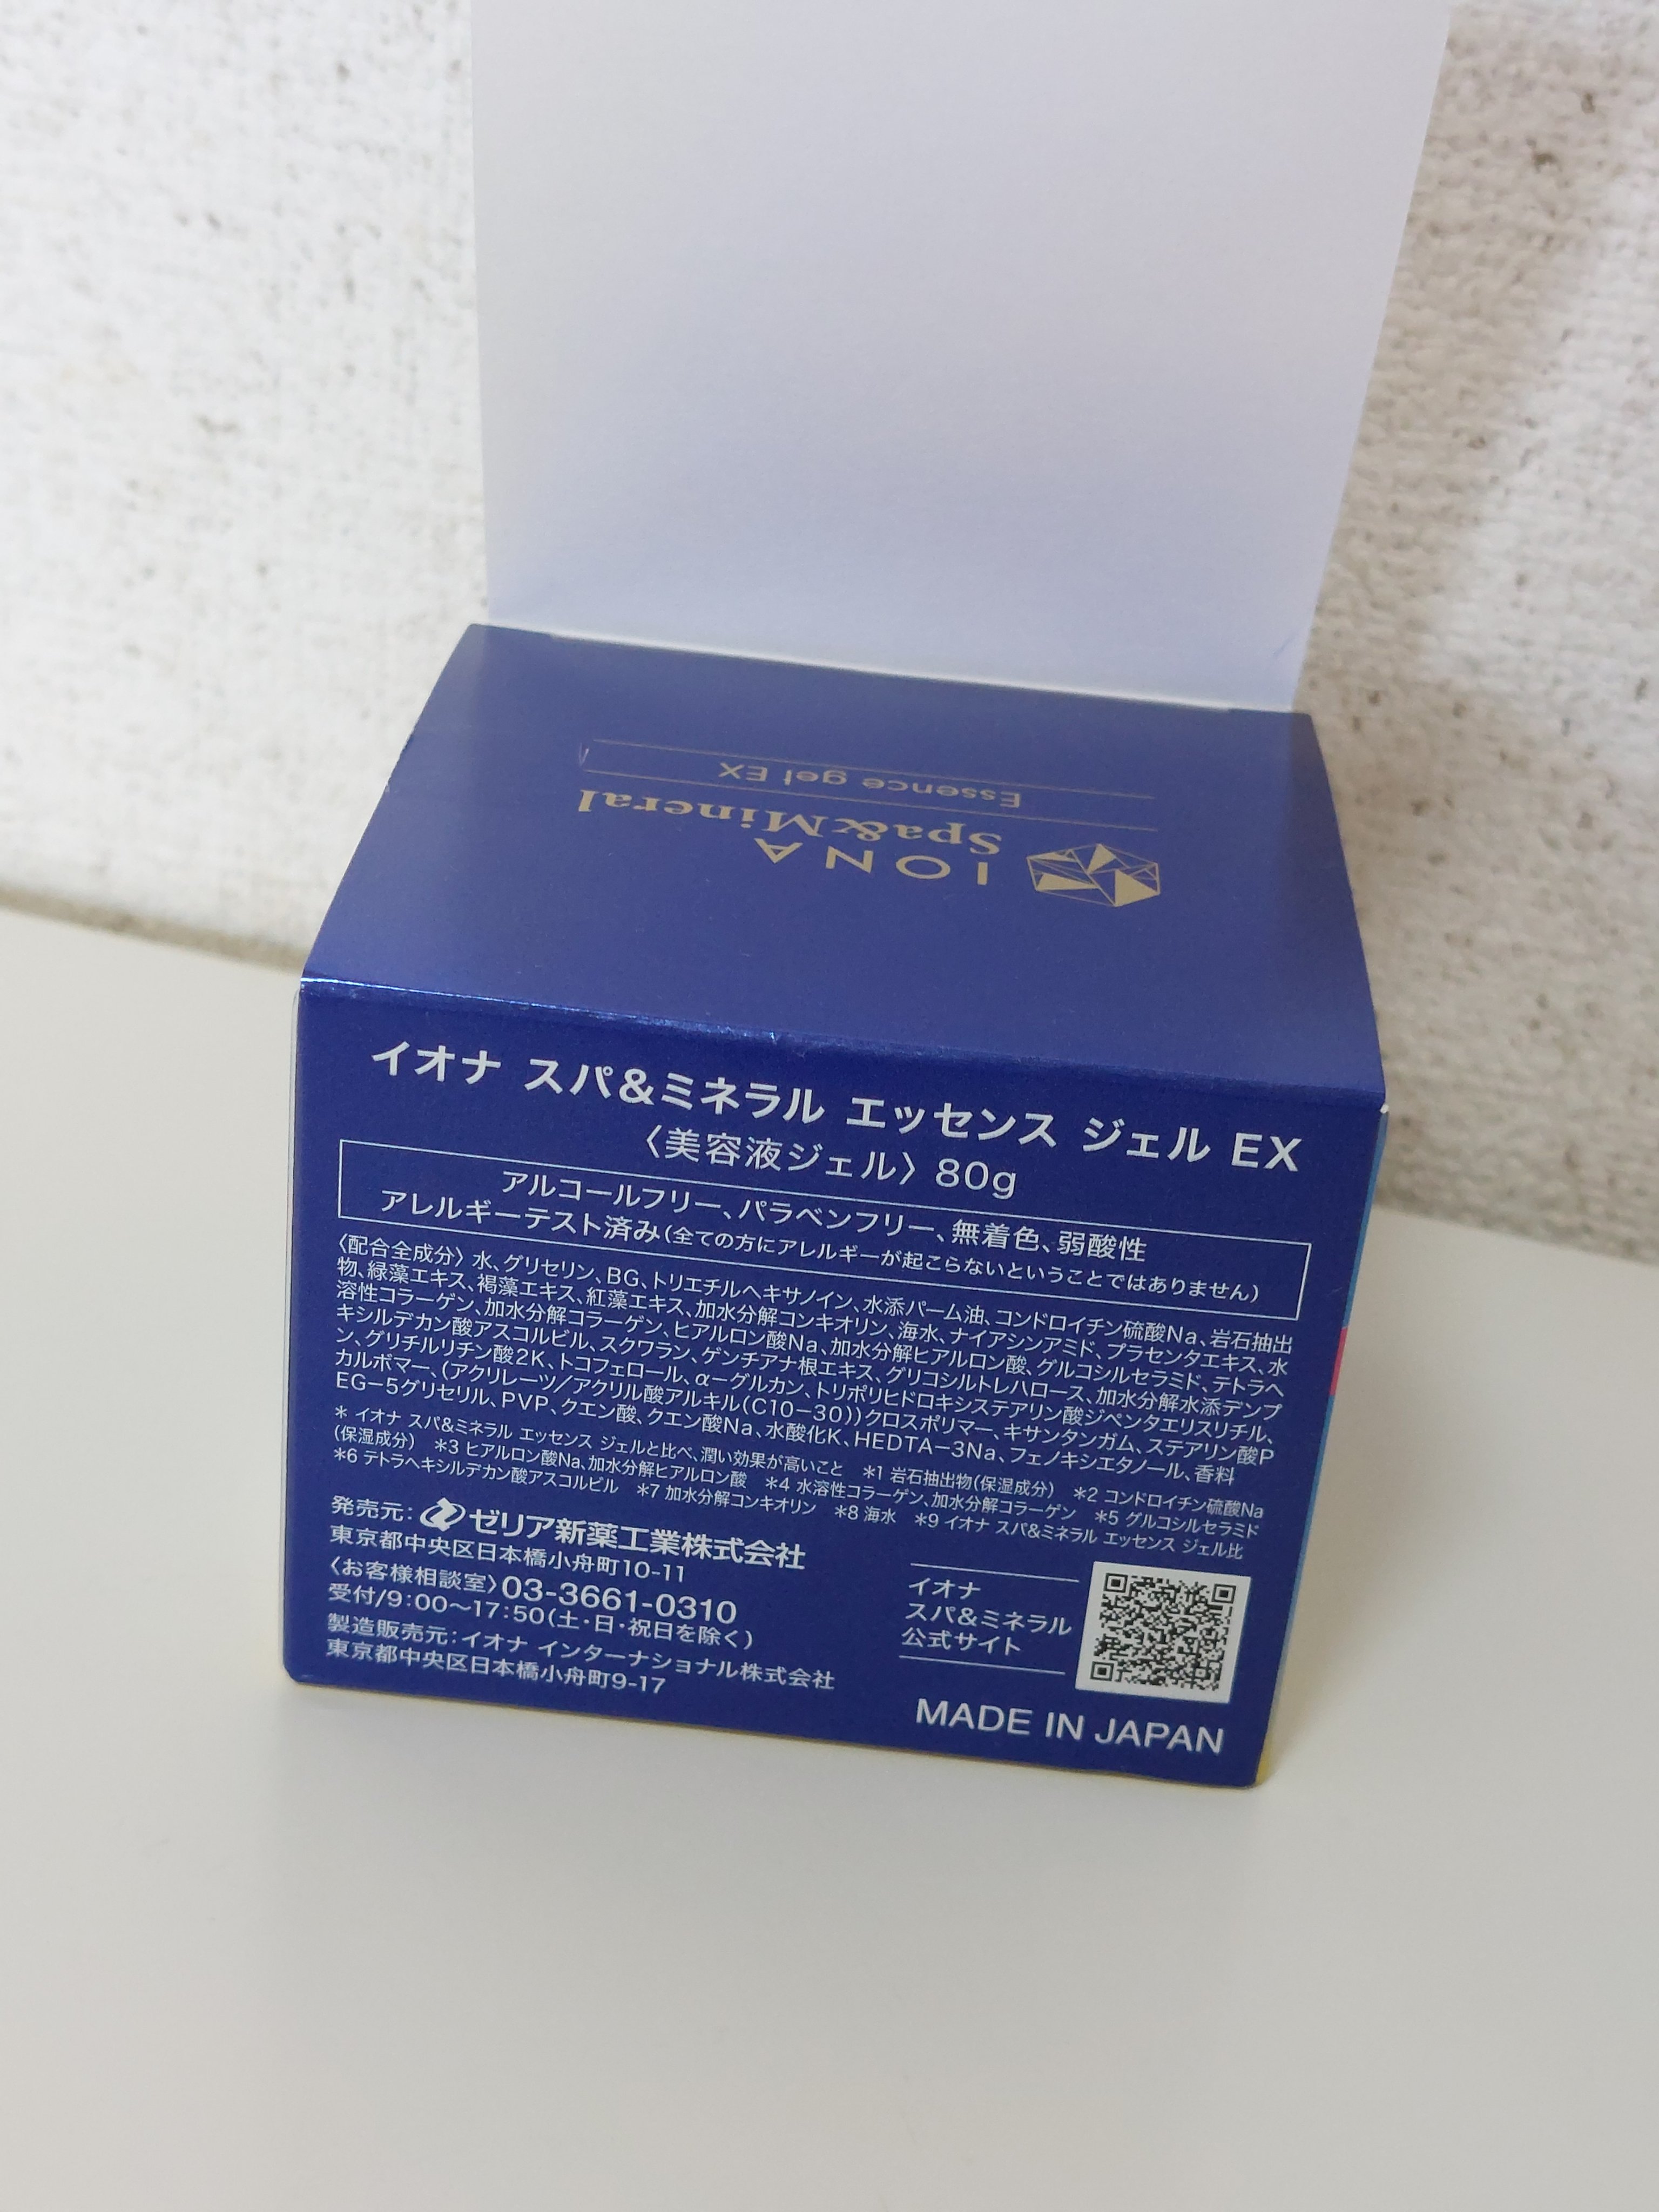 IONA
Spa&Mineral
Essence gel EX
イオナ スパ&ミネラル エッセンス ジェル EX
〈美容液ジェル〉 80g
アルコールフリー、パラベンフリー、無着色、弱酸性
アレルギーテスト済み(全ての方にアレルギーが起こらないということではありません)
〈配合全成分〉水、グリセリン、BG、トリエチルヘキサノイン、水添パーム油、コンドロイチン硫酸Na、岩石抽出
物、緑藻エキス、褐藻エキス、紅藻エキス、加水分解コンキオリン、海水、ナイアシンアミド、プラセンタエキス、水
溶性コラーゲン、加水分解コラーゲン、ヒアルロン酸Na、加水分解ヒアルロン酸、グルコシルセラミド、テトラヘ
キシルデカン酸アスコルビル、スクワラン、ゲンチアナ根エキス、グリコシルトレハロース、加水分解水添デンプ
ン、グリチルリチン酸2K、トコフェロール、α-グルカン、トリポリヒドロキシステアリン酸ジペンタエリスリチル、
カルボマー、(アクリレーツ/アクリル酸アルキル(C10-30))クロスポリマー、キサンタンガム、ステアリン酸P
EG-5グリセリル、PVP、クエン酸、クエン酸Na、水酸化K、HEDTA-3Na、フェノキシエタノール、香料
* イオナ スパ&ミネラル エッセンス ジェルと比べ、潤い効果が高いこと *1 岩石抽出物(保湿成分) *2 コンドロイチン硫酸Na
(保湿成分) *3 ヒアルロン酸Na、加水分解ヒアルロン酸 *4 水溶性コラーゲン、加水分解コラーゲン *5 グルコシルセラミド
*6 テトラヘキシルデカン酸アスコルビル *7 加水分解コンキオリン *8 海水 *9 イオナ スパ&ミネラル エッセンス ジェル比
発売元:ゼリア新薬工業株式会社
東京都中央区日本橋小舟町10-11
〈お客様相談室〉03-3661-0310
受付/9:00〜17:50(土・日・祝日を除く)
製造販売元:イオナ インターナショナル株式会社
東京都中央区日本橋小舟町9-17
イオナ
スパ&ミネラル
公式サイト
MADE IN JAPAN